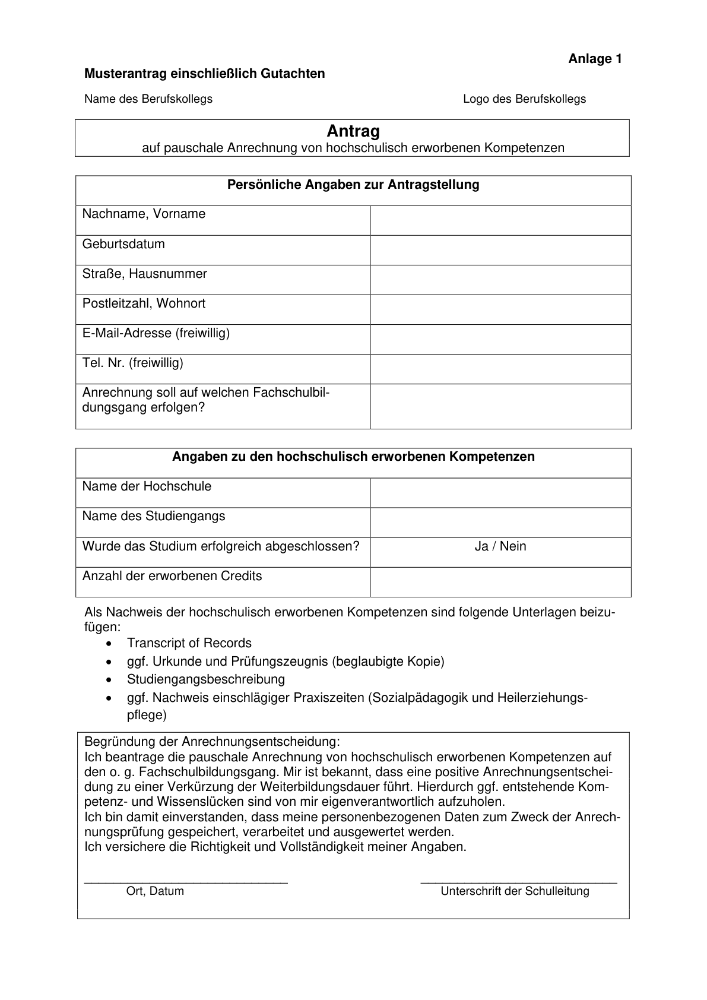 Anlage 1
Musterantrag einschließlich Gutachten
Name des Berufskollegs Logo des Berufskollegs
Antrag
auf pauschale Anrechnung von hochschulisch erworbenen Kompetenzen
Persönliche Angaben zur Antragstellung
Nachname, Vorname
Geburtsdatum
Straße, Hausnummer
Postleitzahl, Wohnort
E-Mail-Adresse (freiwillig)
Tel. Nr. (freiwillig)
Anrechnung soll auf welchen Fachschulbil-
dungsgang erfolgen?
Angaben zu den hochschulisch erworbenen Kompetenzen
Name der Hochschule
Name des Studiengangs
Wurde das Studium erfolgreich abgeschlossen? Ja / Nein
Anzahl der erworbenen Credits
Als Nachweis der hochschulisch erworbenen Kompetenzen sind folgende Unterlagen beizu-
fügen:
• Transcript of Records
• ggf. Urkunde und Prüfungszeugnis (beglaubigte Kopie)
• Studiengangsbeschreibung
• ggf. Nachweis einschlägiger Praxiszeiten (Sozialpädagogik und Heilerziehungs-
pflege)
Begründung der Anrechnungsentscheidung:
Ich beantrage die pauschale Anrechnung von hochschulisch erworbenen Kompetenzen auf
den o. g. Fachschulbildungsgang. Mir ist bekannt, dass eine positive Anrechnungsentschei-
dung zu einer Verkürzung der Weiterbildungsdauer führt. Hierdurch ggf. entstehende Kom-
petenz- und Wissenslücken sind von mir eigenverantwortlich aufzuholen.
Ich bin damit einverstanden, dass meine personenbezogenen Daten zum Zweck der Anrech-
nungsprüfung gespeichert, verarbeitet und ausgewertet werden.
Ich versichere die Richtigkeit und Vollständigkeit meiner Angaben.
Ort, Datum Unterschrift der Schulleitung